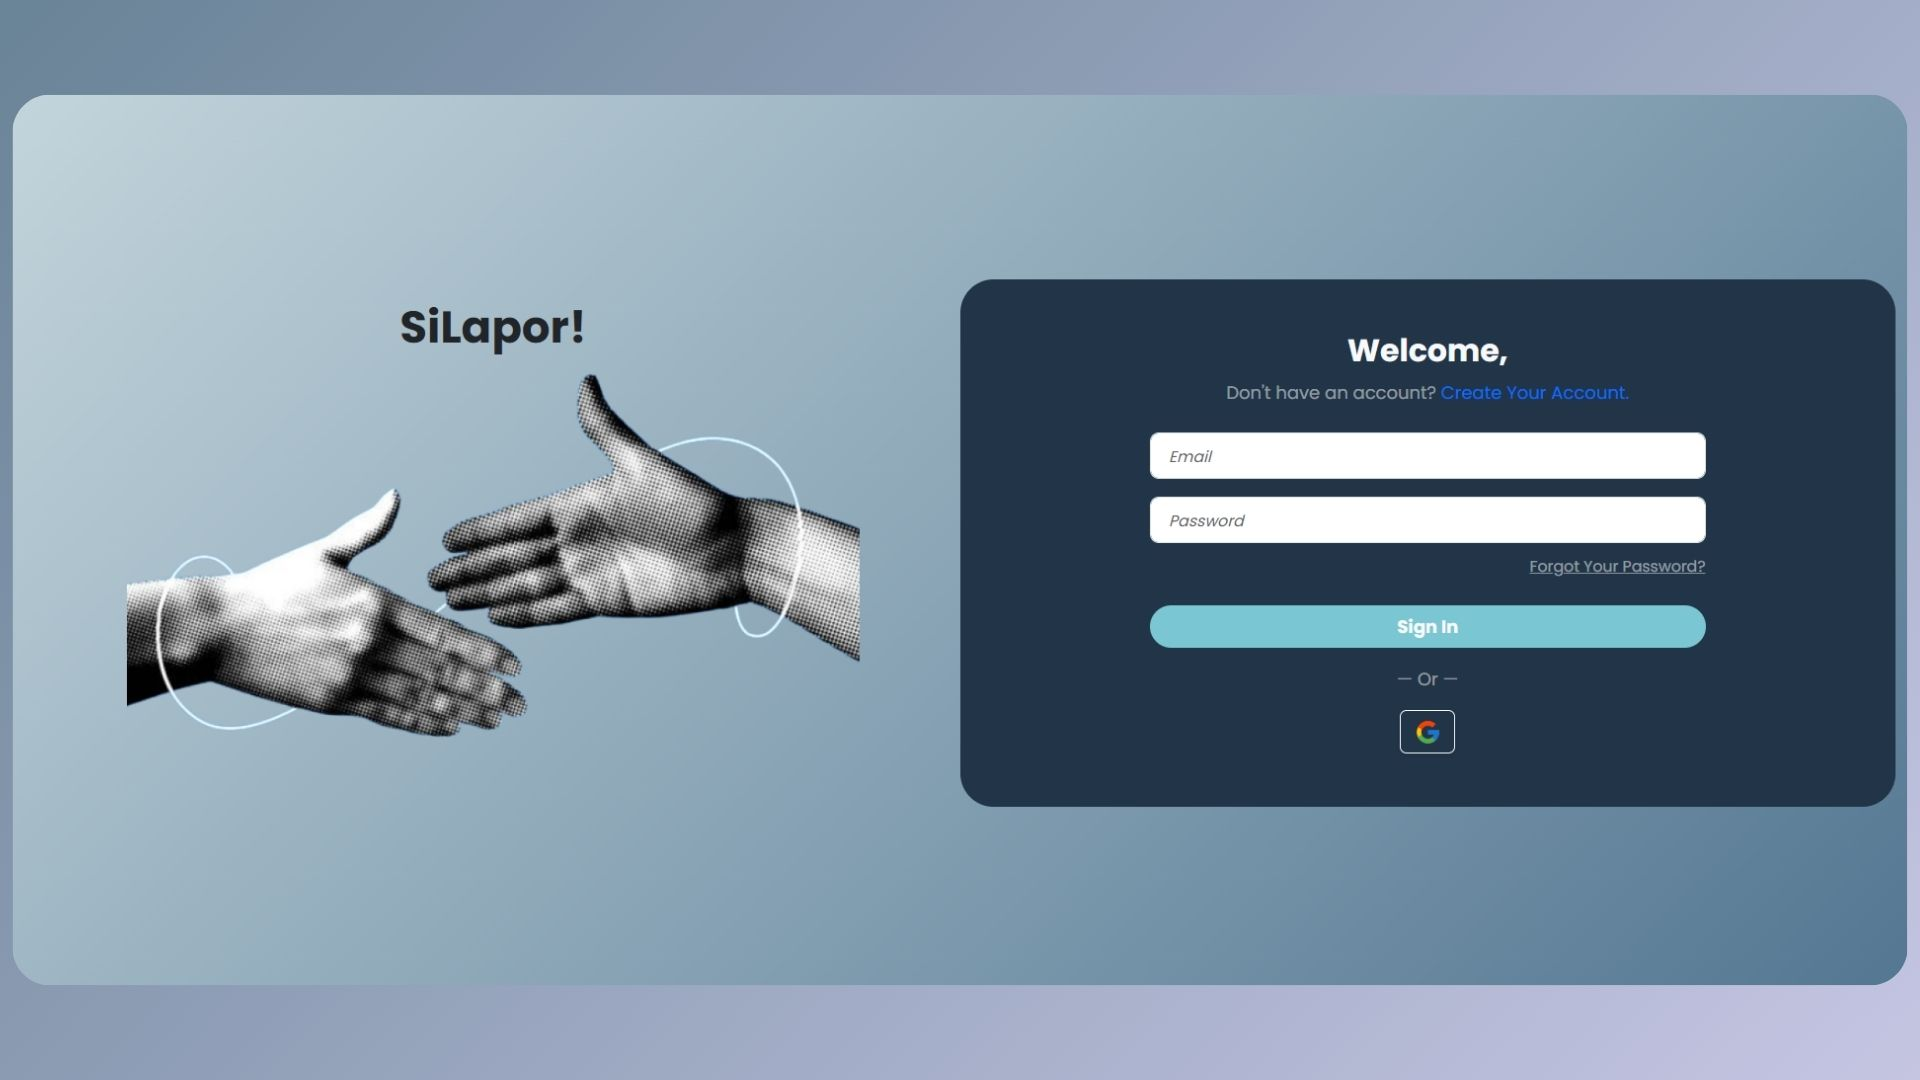 SiLapor!
Welcome,
Don't have an account? Create Your Account.
Email
Password
Forgot Your Password?
Sign In
— Or —